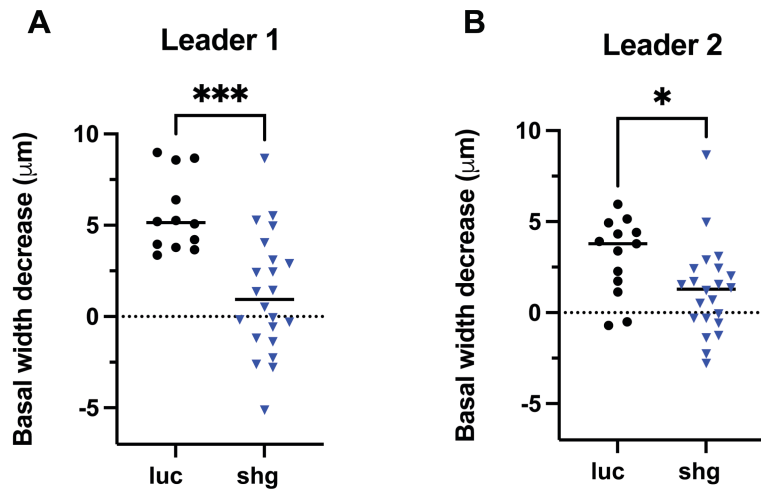 A
Leader 1
***
Basal width decrease (μm)
10
5
0
-5
luc
shg
B
Leader 2
*
Basal width decrease (μm)
10
5
0
-5
luc
shg